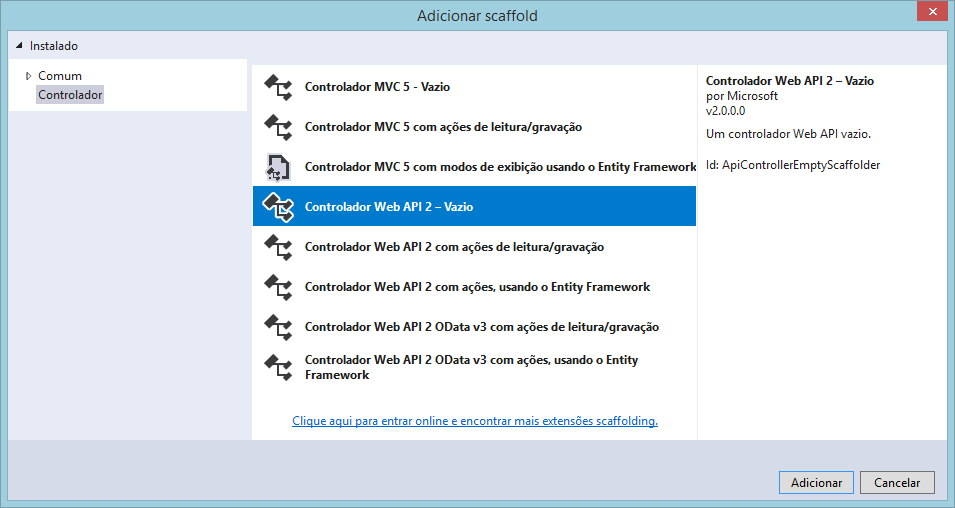 Adicionar scaffold
Instalado
Comum
Controlador
Controlador MVC 5 - Vazio
Controlador MVC 5 com ações de leitura/gravação
Controlador MVC 5 com modos de exibição usando o Entity Framework
Controlador Web API 2 – Vazio
Controlador Web API 2 com ações de leitura/gravação
Controlador Web API 2 com ações, usando o Entity Framework
Controlador Web API 2 OData v3 com ações de leitura/gravação
Controlador Web API 2 OData v3 com ações, usando o Entity
Framework
Clique aqui para entrar online e encontrar mais extensões scaffolding.
Controlador Web API 2 – Vazio
por Microsoft
v2.0.0.0
Um controlador Web API vazio.
Id: ApiControllerEmptyScaffolder
Adicionar
Cancelar